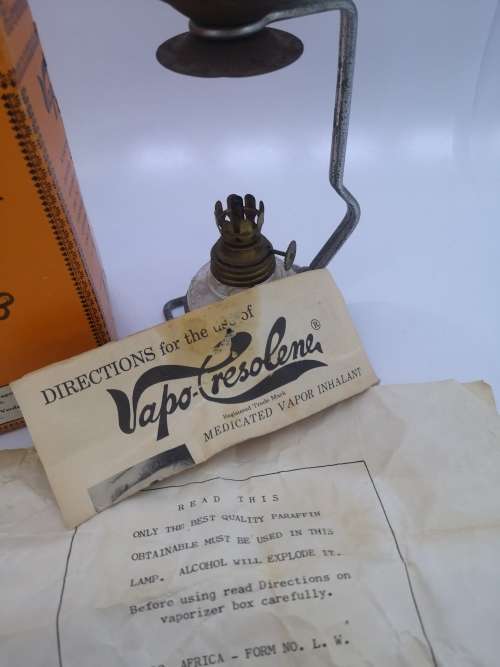 DIRECTIONS for the use of
Vapo-Cresolene ®
Registered Trade Mark
MEDICATED VAPOR INHALANT
READ THIS
ONLY THE BEST QUALITY PARAFFIN
OBTAINABLE MUST BE USED IN THIS
LAMP. ALCOHOL WILL EXPLODE IT.
Before using read Directions on
vaporizer box carefully.
AFRICA - FORM NO. L. W.